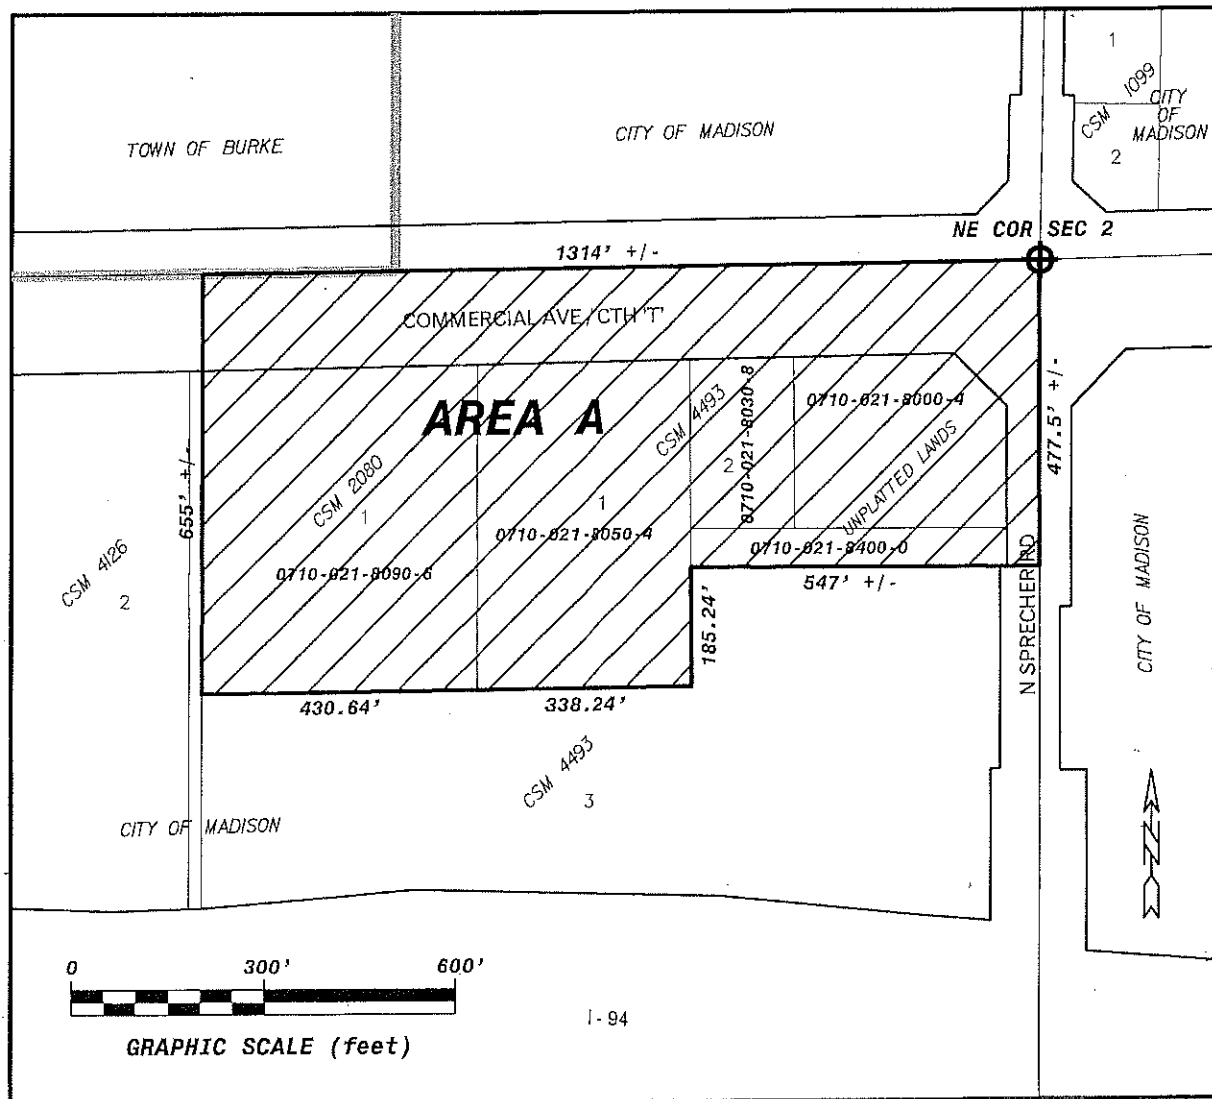 1
CSM 1099
CITY
OF
MADISON
2
TOWN OF BURKE
CITY OF MADISON
NE COR SEC 2
1314' +/-
COMMERCIAL AVE/CTH 'T'
AREA A
CSM 4493
0710-021-8030-8
0710-021-8000-4
477.5' +/-
655' +/-
CSM 2080
1
1
2
UNPLATTED LANDS
0710-021-8050-4
0710-021-8400-0
0710-021-8090-6
CSM 4126
2
547' +/-
185.24'
N SPRECHER RD
CITY OF MADISON
430.64'
338.24'
CSM 4493
3
CITY OF MADISON
N
0
300'
600'
GRAPHIC SCALE (feet)
I-94